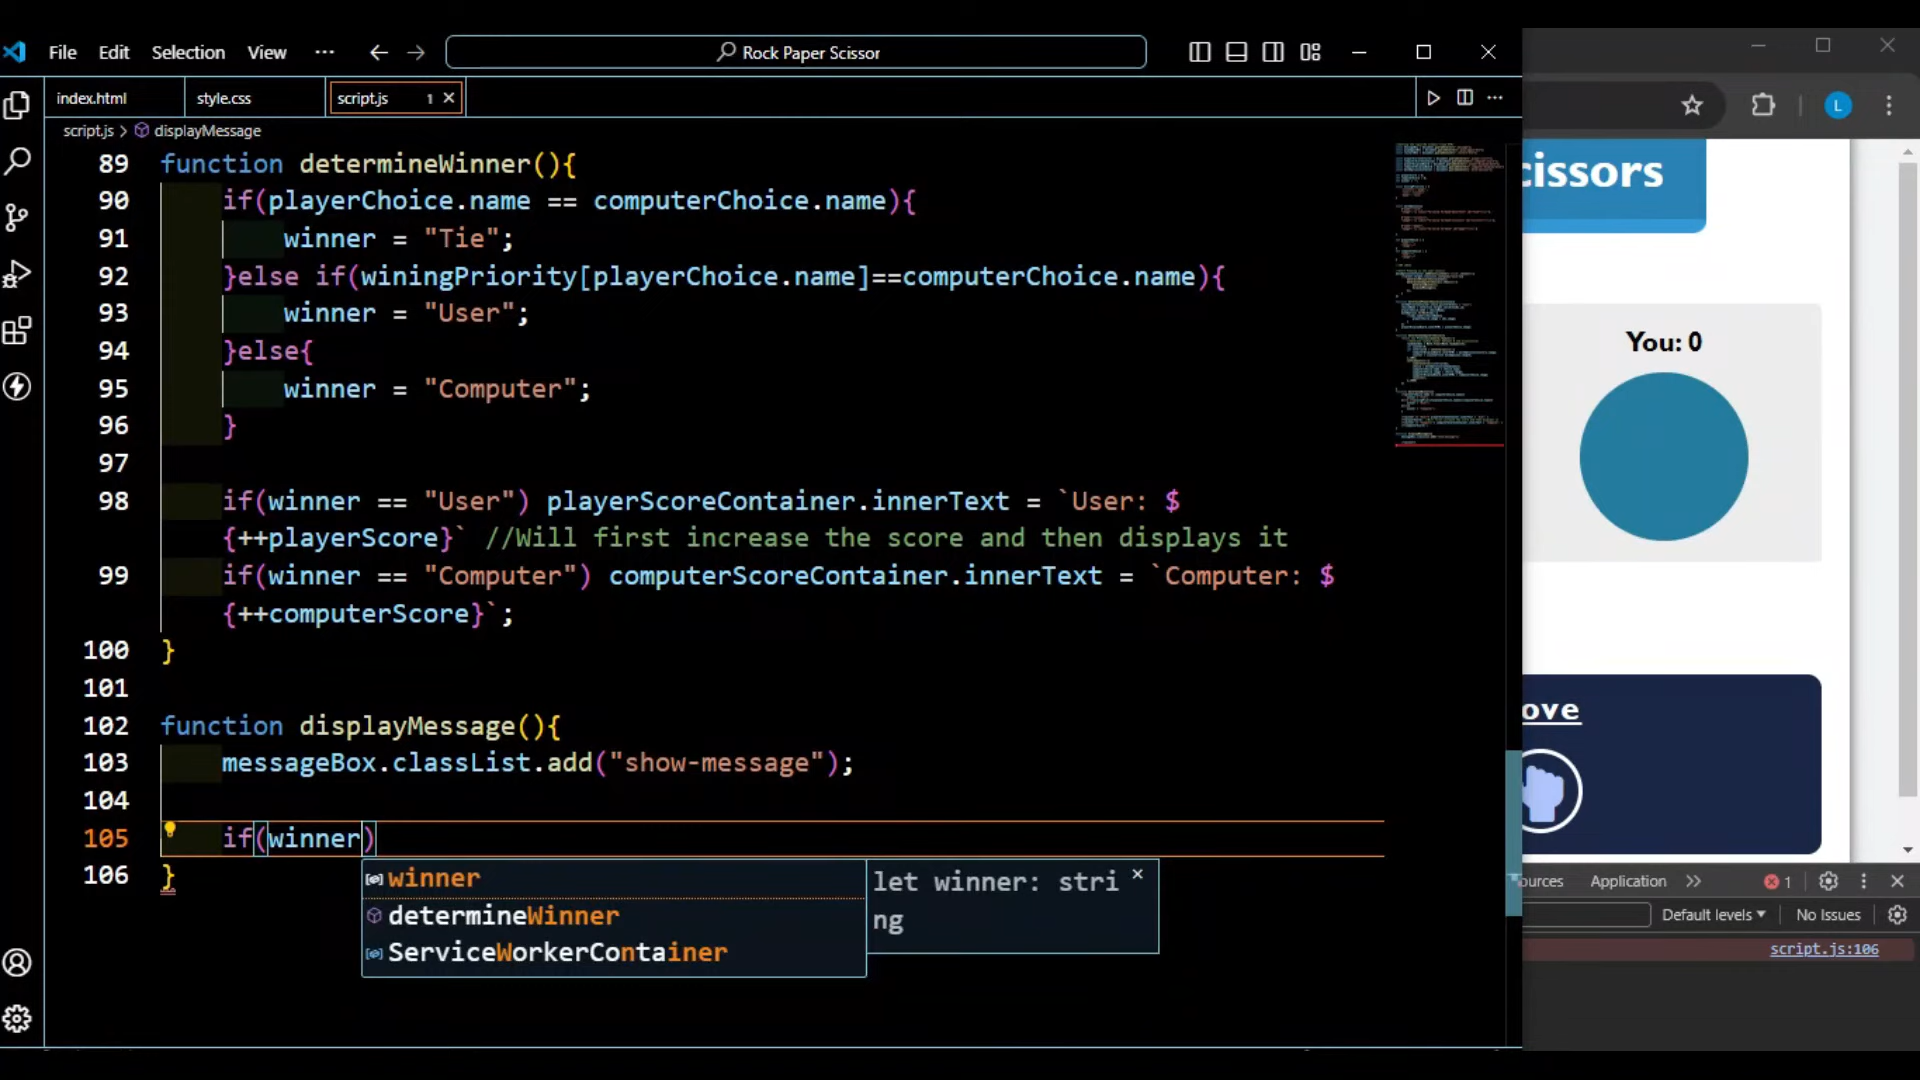 File Edit Selection View ··· Rock Paper Scissor
index.html style.css script.js 1
script.js > displayMessage
89 function determineWinner(){
90 if(playerChoice.name == computerChoice.name){
91 winner = "Tie";
92 }else if(winingPriority[playerChoice.name]==computerChoice.name){
93 winner = "User";
94 }else{
95 winner = "Computer";
96 }
97
98 if(winner == "User") playerScoreContainer.innerText = `User: $
{++playerScore}` //Will first increase the score and then displays it
99 if(winner == "Computer") computerScoreContainer.innerText = `Computer: $
{++computerScore}`;
100 }
101
102 function displayMessage(){
103 messageBox.classList.add("show-message");
104
105 if(winner)
106 }
winner
determineWinner
ServiceWorkerContainer
let winner: stri
ng
L
cissors
You: 0
ove
ources Application 1
Default levels No Issues
script.js:106